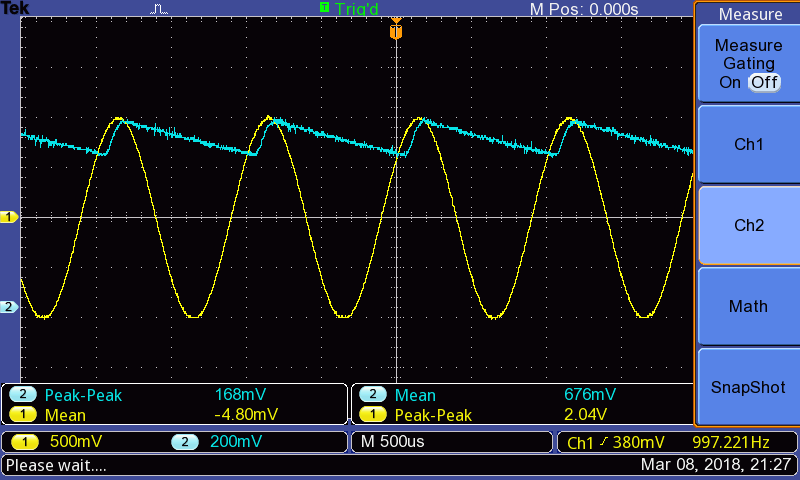 Tek T Trig'd M Pos: 0.000s
T
Measure
Measure
Gating
On Off
Ch1
Ch2
Math
SnapShot
1
2
2 Peak-Peak 168mV 2 Mean 676mV
1 Mean -4.80mV 1 Peak-Peak 2.04V
1 500mV 2 200mV M 500us Ch1 380mV 997.221Hz
Please wait.... Mar 08, 2018, 21:27